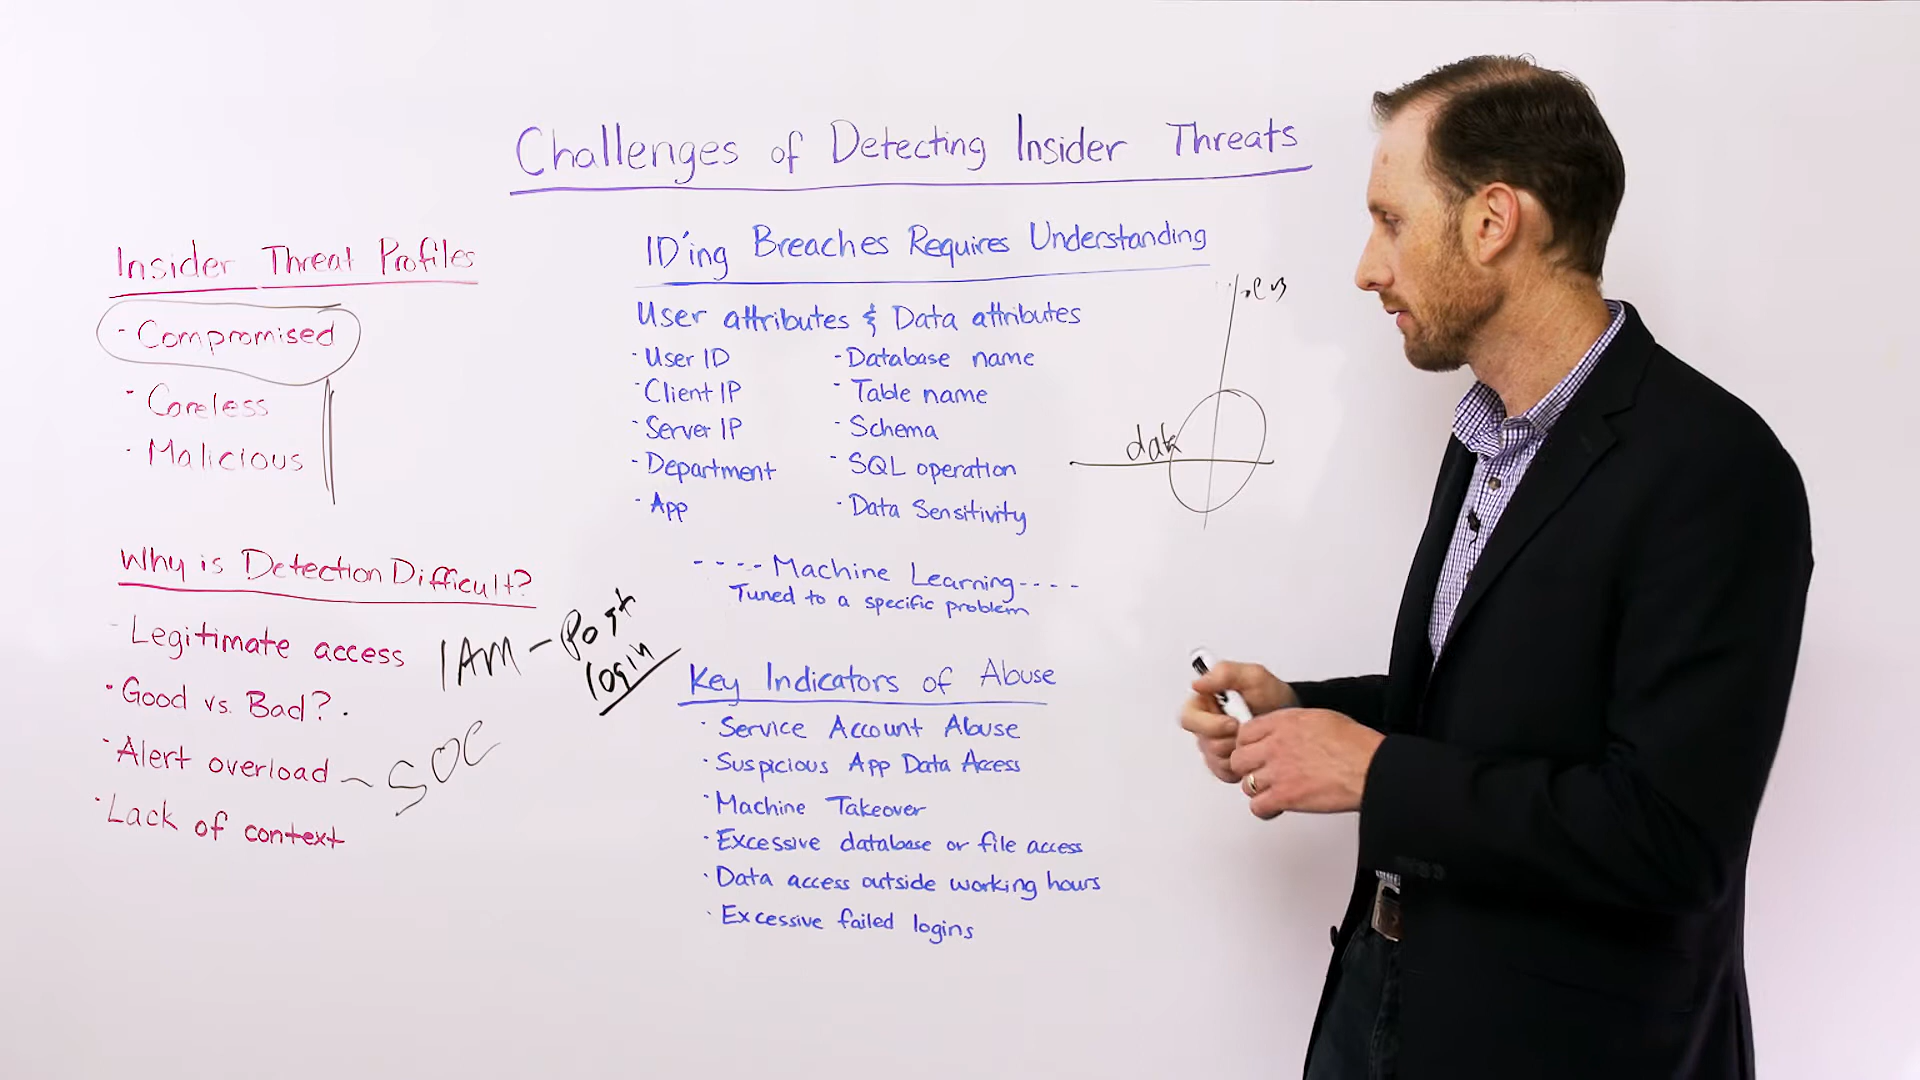 Challenges of Detecting Insider Threats
Insider Threat Profiles
- Compromised
- Careless
- Malicious
Why is Detection Difficult?
- Legitimate access
IAM - Post login
· Good vs. Bad? .
· Alert overload ~ SOC
· Lack of context
ID'ing Breaches Requires Understanding
User attributes & Data attributes
· User ID
- Client IP
- Server IP
- Department
- App
- Database name
- Table name
- Schema
- SQL operation
- Data Sensitivity
data
---- Machine Learning ----
Tuned to a specific problem
Key Indicators of Abuse
· Service Account Abuse
· Suspicious App Data Access
· Machine Takeover
· Excessive database or file access
· Data access outside working hours
· Excessive failed logins